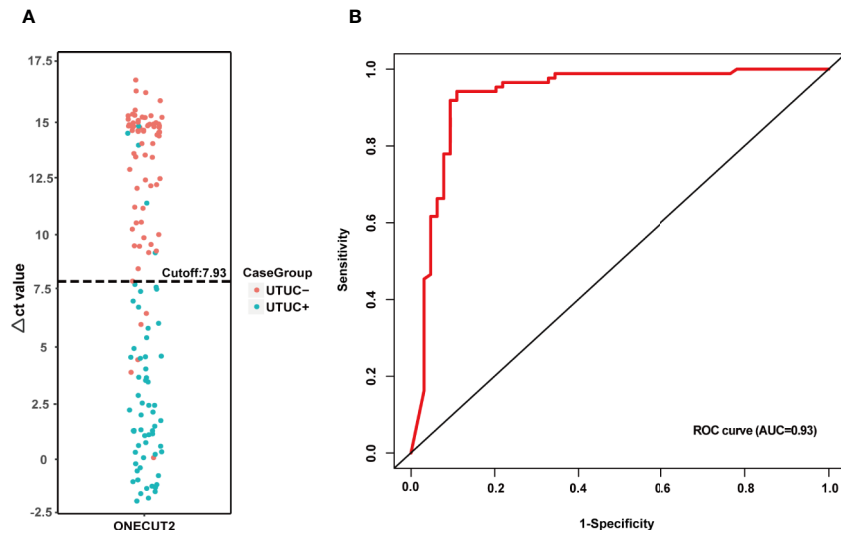 A
17.5
15
12.5
10
7.5
5
2.5
0
-2.5
△ct value
Cutoff:7.93
ONECUT2
CaseGroup
UTUC−
UTUC+
B
1.0
0.8
0.6
0.4
0.2
0.0
Sensitivity
ROC curve (AUC=0.93)
0.0 0.2 0.4 0.6 0.8 1.0
1-Specificity